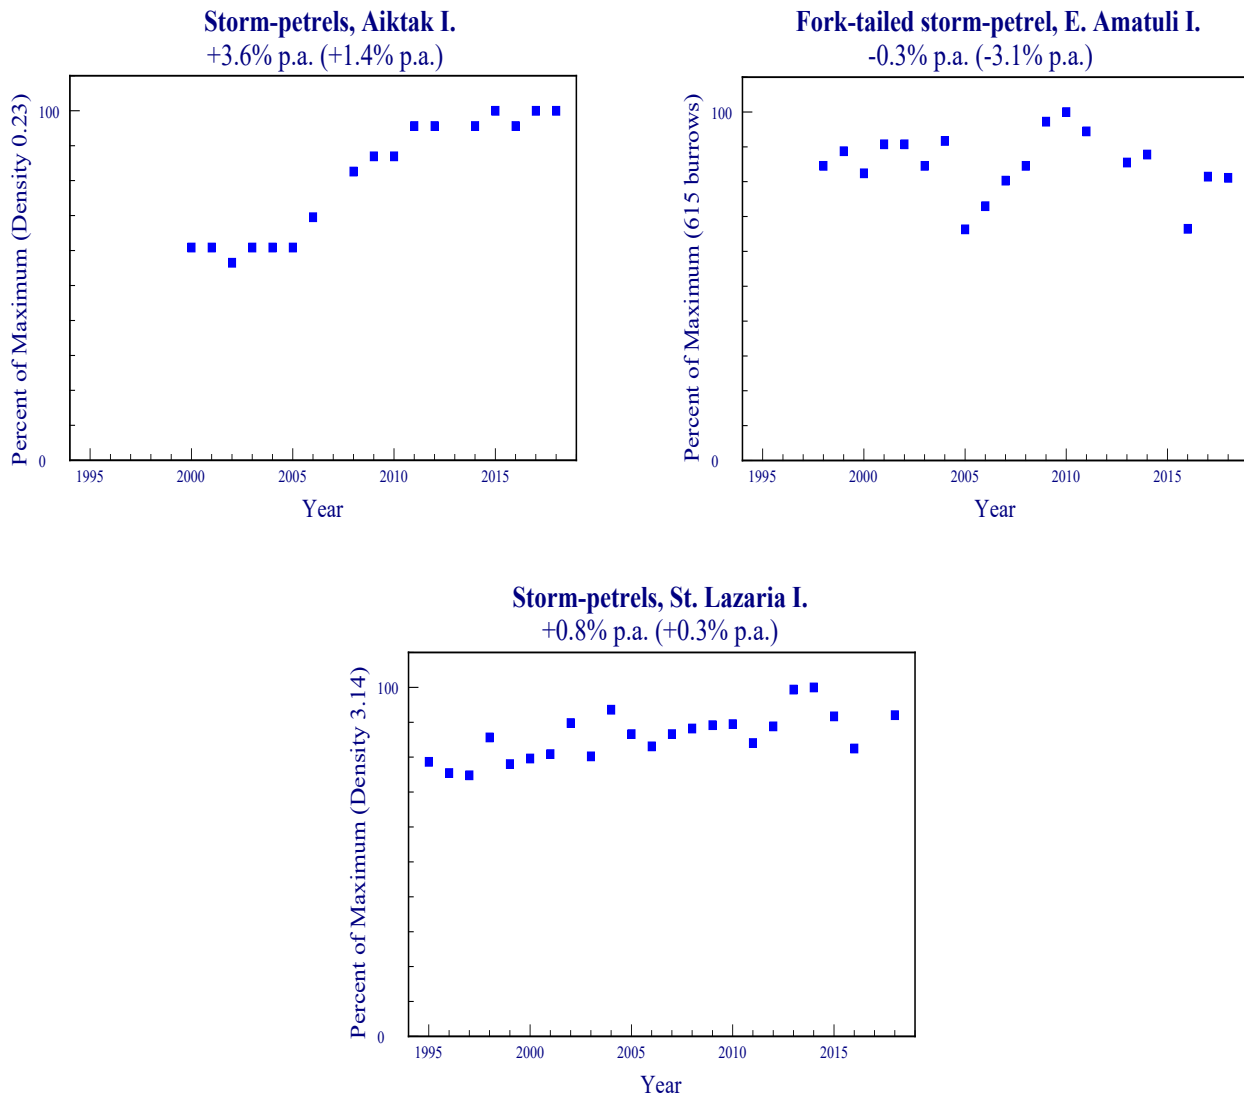 Storm-petrels, Aiktak I.
+3.6% p.a. (+1.4% p.a.)
Percent of Maximum (Density 0.23)
100
0
1995 2000 2005 2010 2015
Year
Fork-tailed storm-petrel, E. Amatuli I.
-0.3% p.a. (-3.1% p.a.)
Percent of Maximum (615 burrows)
100
0
1995 2000 2005 2010 2015
Year
Storm-petrels, St. Lazaria I.
+0.8% p.a. (+0.3% p.a.)
Percent of Maximum (Density 3.14)
100
0
1995 2000 2005 2010 2015
Year